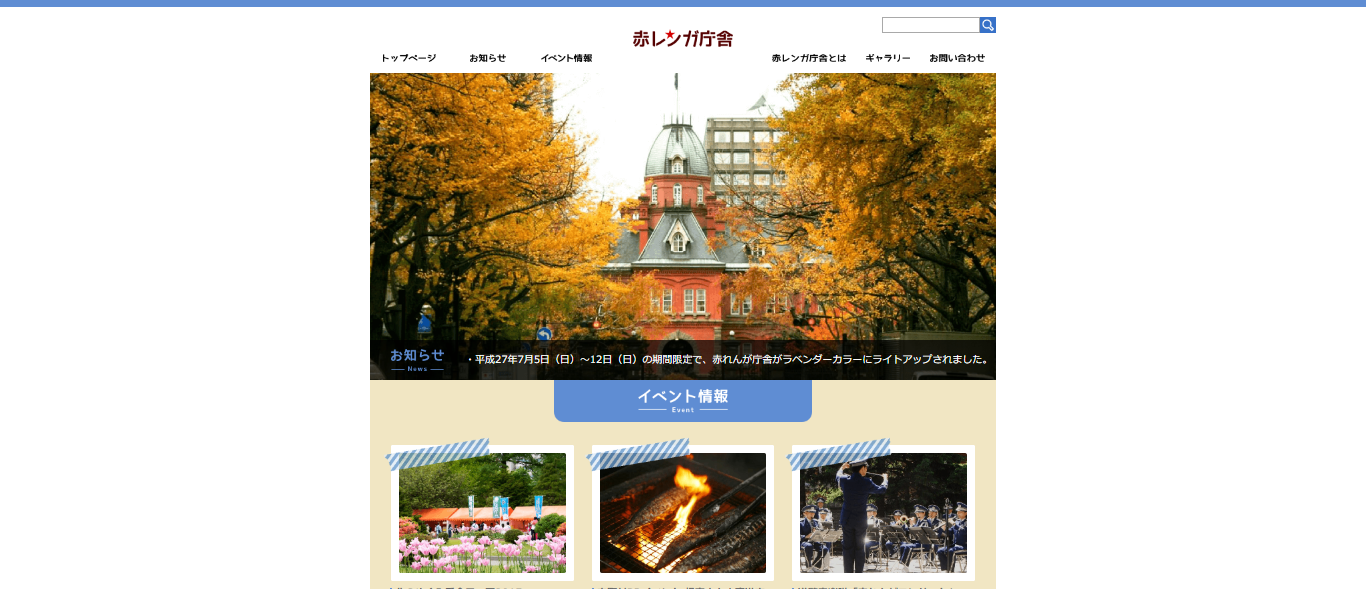 赤レンガ庁舎
トップページ お知らせ イベント情報 赤レンガ庁舎とは ギャラリー お問い合わせ
お知らせ
News
・平成27年7月5日（日）～12日（日）の期間限定で、赤れんが庁舎がラベンダーカラーにライトアップされました。
イベント情報
Event